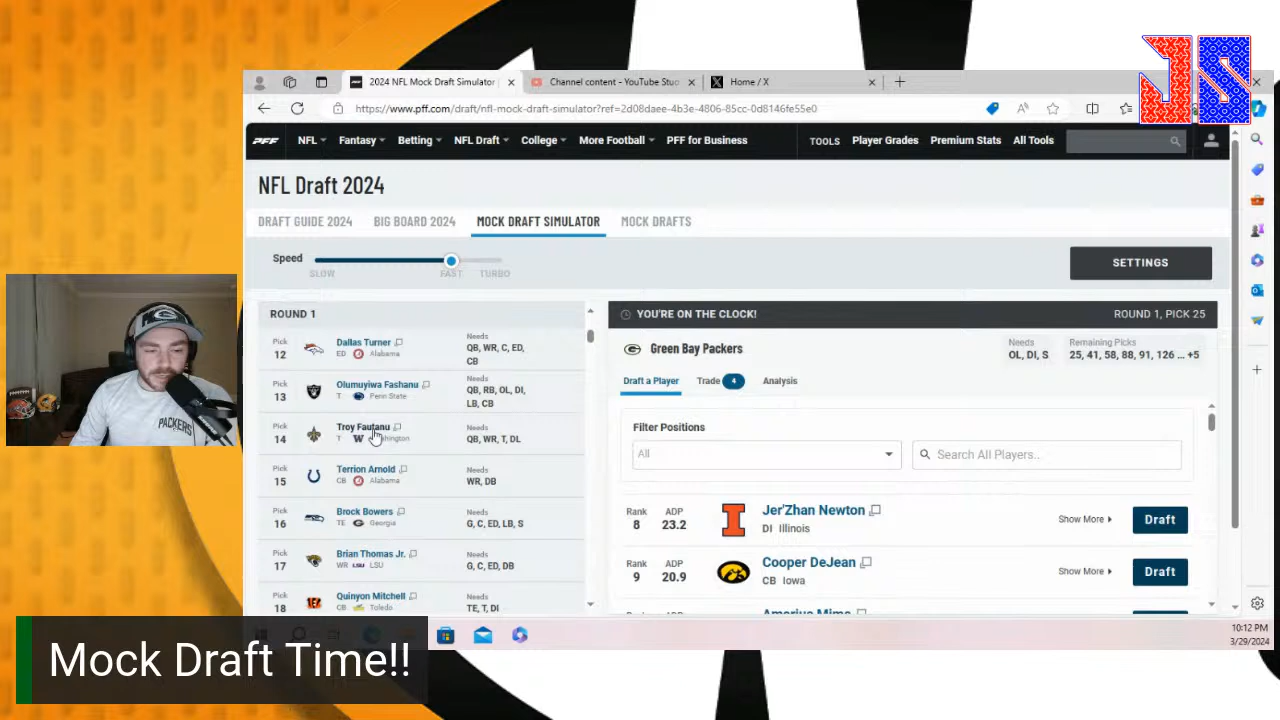 JS
2024 NFL Mock Draft Simulator
Channel content - YouTube Stu
Home / X
https://www.pff.com/draft/nfl-mock-draft-simulator?ref=2d08daee-4b3e-4806-85cc-0d8146fe55e0
PFF NFL Fantasy Betting NFL Draft College More Football PFF for Business TOOLS Player Grades Premium Stats All Tools
NFL Draft 2024
DRAFT GUIDE 2024 BIG BOARD 2024 MOCK DRAFT SIMULATOR MOCK DRAFTS
Speed
SLOW FAST TURBO
SETTINGS
ROUND 1
Pick 12 Dallas Turner ED Alabama Needs QB, WR, C, ED, CB
Pick 13 Olumuyiwa Fashanu T Penn State Needs QB, RB, OL, DI, LB, CB
Pick 14 Troy Fautanu T W Needs QB, WR, T, DL
Pick 15 Terrion Arnold CB Alabama Needs WR, DB
Pick 16 Brock Bowers TE Georgia Needs G, C, ED, LB, S
Pick 17 Brian Thomas Jr. WR LSU LSU Needs G, C, ED, DB
Pick 18 Quinyon Mitchell CB Toledo Needs TE, T, DI
YOU'RE ON THE CLOCK! ROUND 1, PICK 25
Green Bay Packers
Needs OL, DI, S
Remaining Picks 25, 41, 58, 88, 91, 126 ... +5
Draft a Player Trade 4 Analysis
Filter Positions
All
Search All Players..
Rank 8 ADP 23.2 Jer'Zhan Newton DI Illinois Show More Draft
Rank 9 ADP 20.9 Cooper DeJean CB Iowa Show More Draft
Amarius Mims
10:12 PM
3/29/2024
PACKERS
Mock Draft Time!!